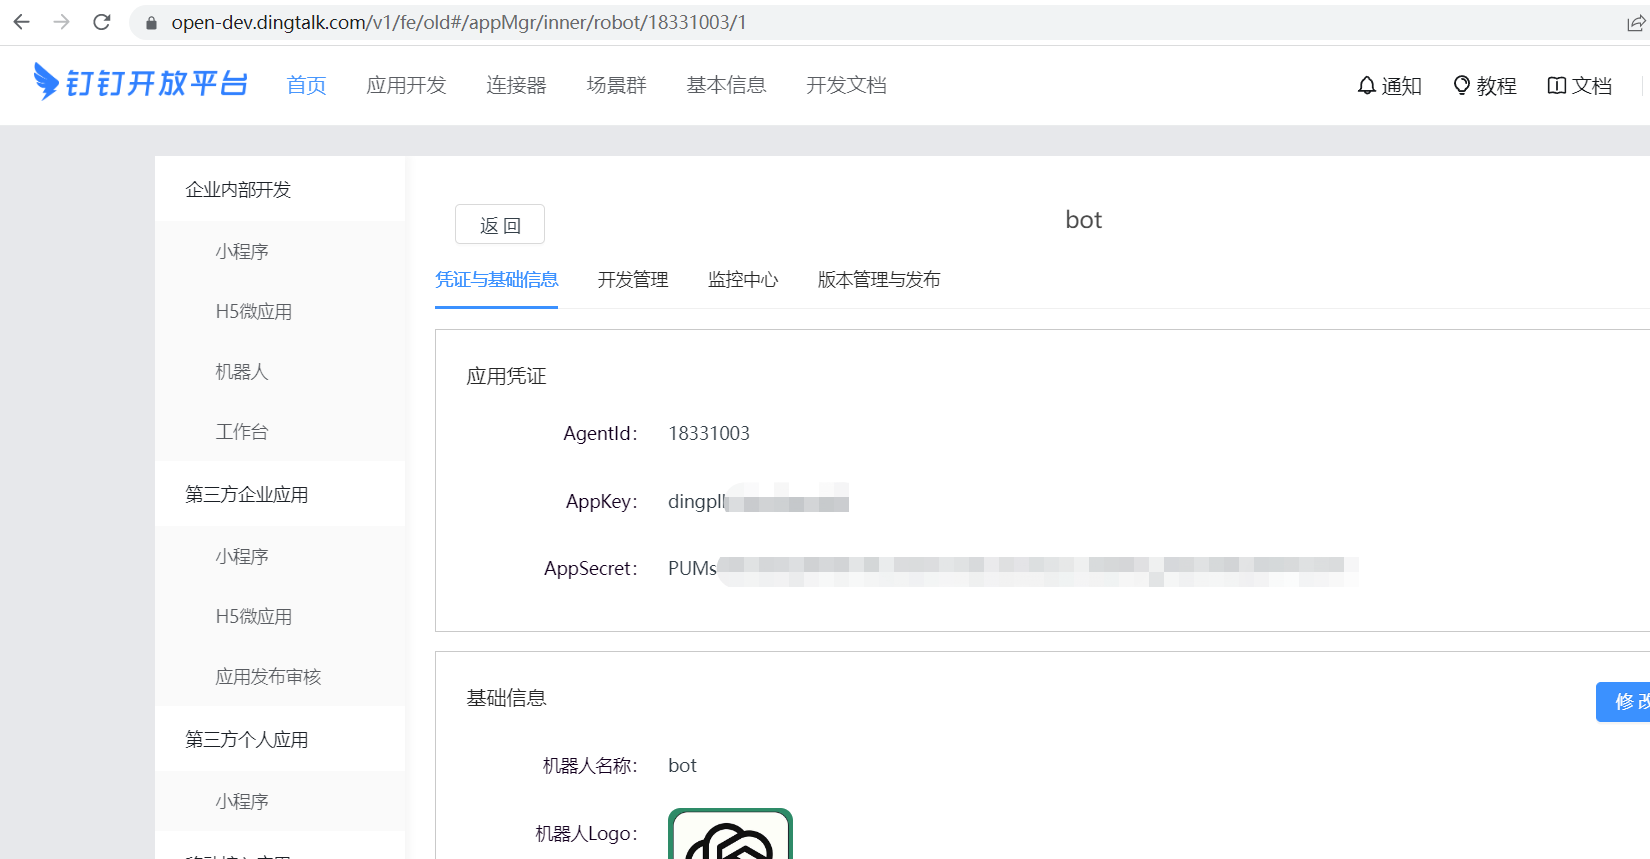 open-dev.dingtalk.com/v1/fe/old#/appMgr/inner/robot/18331003/1
钉钉开放平台 首页 应用开发 连接器 场景群 基本信息 开发文档 通知 教程 文档
企业内部开发
小程序
H5微应用
机器人
工作台
第三方企业应用
小程序
H5微应用
应用发布审核
第三方个人应用
小程序
返 回
bot
凭证与基础信息 开发管理 监控中心 版本管理与发布
应用凭证
AgentId: 18331003
AppKey: dingpll
AppSecret: PUMs
基础信息
修
机器人名称: bot
机器人Logo: